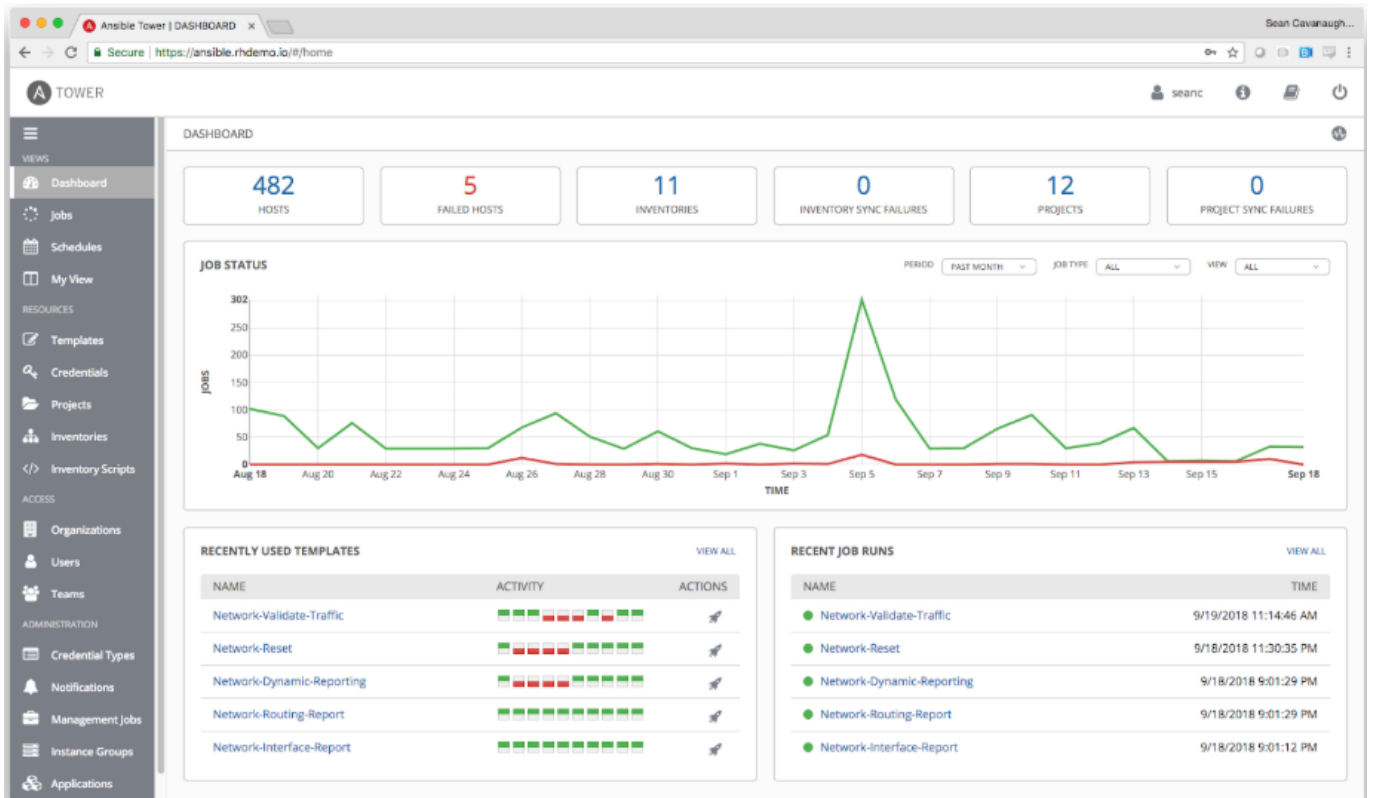 Ansible Tower | DASHBOARD ×
Sean Cavanaugh...
Secure | https://ansible.rhdemo.io/#/home
A TOWER
seanc
VIEWS
Dashboard
Jobs
Schedules
My View
RESOURCES
Templates
Credentials
Projects
Inventories
</> Inventory Scripts
ACCESS
Organizations
Users
Teams
ADMINISTRATION
Credential Types
Notifications
Management Jobs
Instance Groups
Applications
DASHBOARD
482
HOSTS
5
FAILED HOSTS
11
INVENTORIES
0
INVENTORY SYNC FAILURES
12
PROJECTS
0
PROJECT SYNC FAILURES
JOB STATUS
PERIOD PAST MONTH JOB TYPE ALL VIEW ALL
302
250
200
150
100
50
0
JOBS
Aug 18 Aug 20 Aug 22 Aug 24 Aug 26 Aug 28 Aug 30 Sep 1 Sep 3 Sep 5 Sep 7 Sep 9 Sep 11 Sep 13 Sep 15 Sep 18
TIME
RECENTLY USED TEMPLATES VIEW ALL
NAME ACTIVITY ACTIONS
Network-Validate-Traffic
Network-Reset
Network-Dynamic-Reporting
Network-Routing-Report
Network-Interface-Report
RECENT JOB RUNS VIEW ALL
NAME TIME
Network-Validate-Traffic 9/19/2018 11:14:46 AM
Network-Reset 9/18/2018 11:30:35 PM
Network-Dynamic-Reporting 9/18/2018 9:01:29 PM
Network-Routing-Report 9/18/2018 9:01:29 PM
Network-Interface-Report 9/18/2018 9:01:12 PM